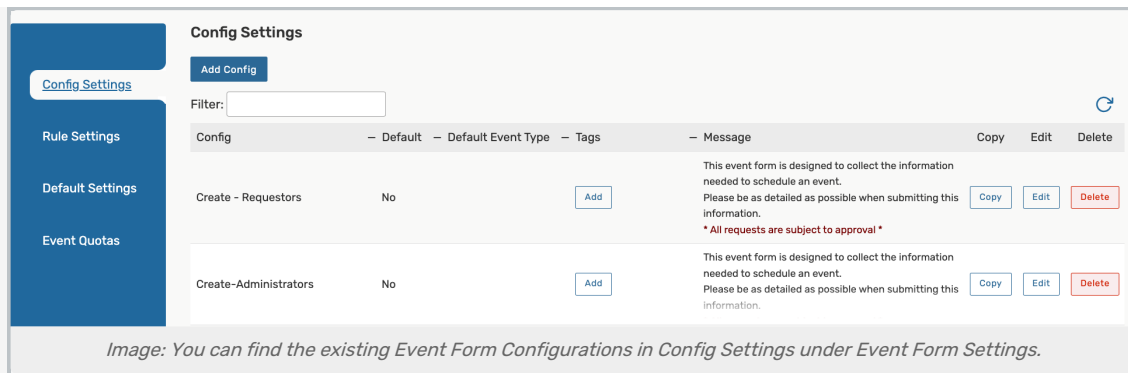 Config Settings
Add Config
Config Settings
Filter:
Rule Settings
Config – Default – Default Event Type – Tags – Message Copy Edit Delete
This event form is designed to collect the information
needed to schedule an event.
Default Settings
Please be as detailed as possible when submitting this
Create - Requestors No Add Copy Edit Delete
information.
* All requests are subject to approval *
Event Quotas
This event form is designed to collect the information
needed to schedule an event.
Create-Administrators No Add Copy Edit Delete
Please be as detailed as possible when submitting this
information.
Image: You can find the existing Event Form Configurations in Config Settings under Event Form Settings.